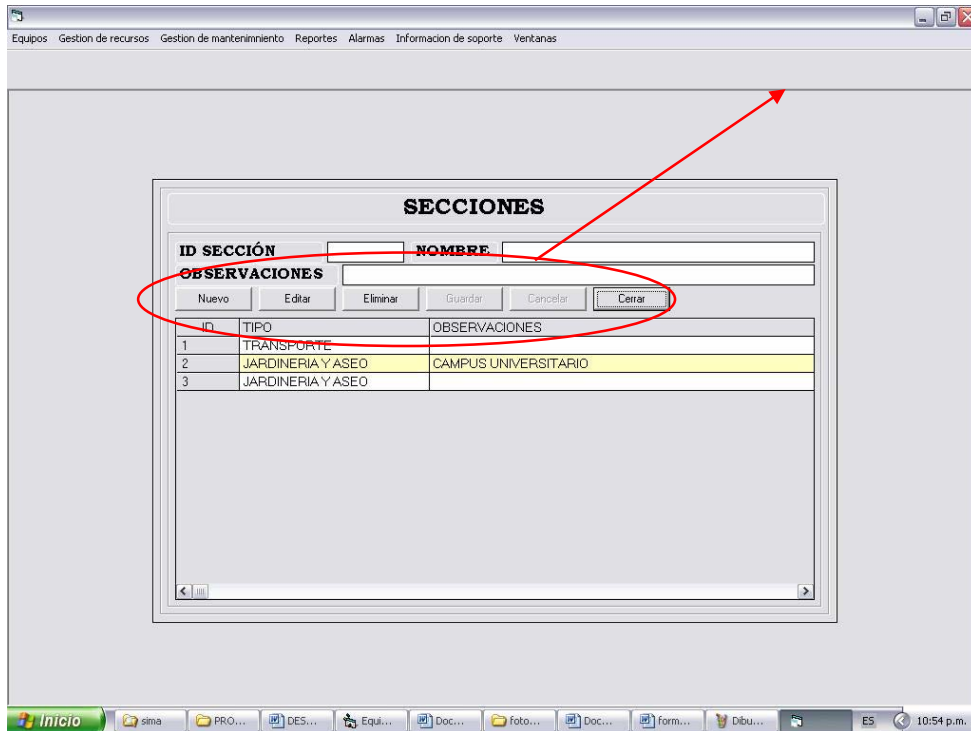 Equipos Gestion de recursos Gestion de mantenimniento Reportes Alarmas Informacion de soporte Ventanas
SECCIONES
ID SECCIÓN NOMBRE
OBSERVACIONES
Nuevo Editar Eliminar Guardar Cancelar Cerrar
ID TIPO OBSERVACIONES
1 TRANSPORTE
2 JARDINERIA Y ASEO CAMPUS UNIVERSITARIO
3 JARDINERIA Y ASEO
Inicio sima PRO... DES... Equi... Doc... foto... Doc... form... Dibu... ES 10:54 p.m.